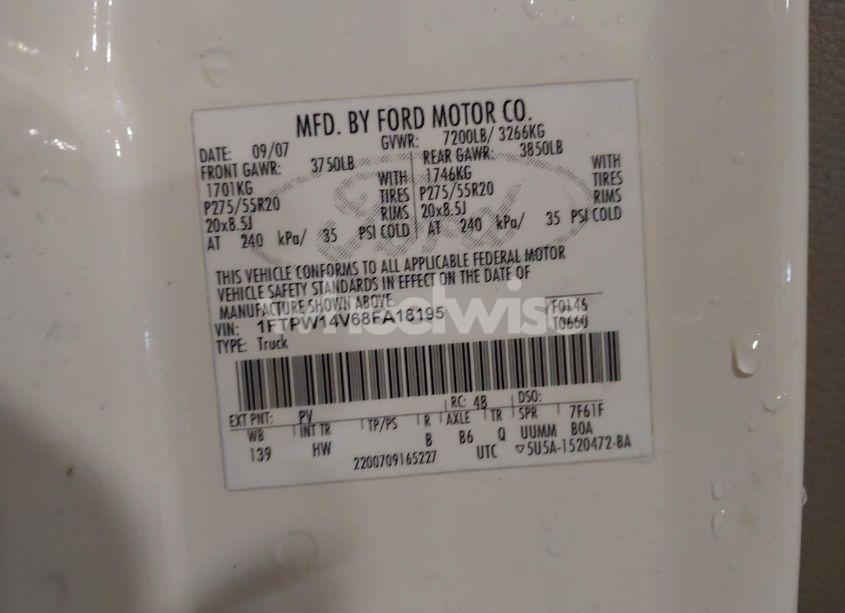 MFD. BY FORD MOTOR CO.
DATE: 09/07 GVWR: 7200LB/ 3266KG
FRONT GAWR: 3750LB REAR GAWR: 3850LB
1701KG WITH 1746KG WITH
P275/55R20 TIRES P275/55R20 TIRES
20x8.5J RIMS 20x8.5J RIMS
AT 240 kPa/ 35 PSI COLD AT 240 kPa/ 35 PSI COLD
Ford
THIS VEHICLE CONFORMS TO ALL APPLICABLE FEDERAL MOTOR
VEHICLE SAFETY STANDARDS IN EFFECT ON THE DATE OF
MANUFACTURE SHOWN ABOVE.
VIN: 1FTPW14V68FA18195 F0146
TYPE: Truck T0660
EXT PNT: PV RC: 48 DSO:
WB INT TR TP/PS R AXLE TR SPR 7F61F
139 HW B B6 Q UUMM BOA
2200709165227 UTC ▽5U5A-1520472-BA